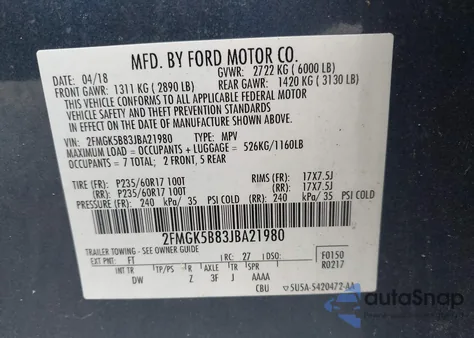 MFD. BY FORD MOTOR CO.
04/18 GVWR: 2722 KG (6000 LB)
FRONT GAWR: 1311 KG (2890 LB) REAR GAWR: 1420 KG (3130 LB)
THIS VEHICLE CONFORMS TO ALL APPLICABLE FEDERAL MOTOR
VEHICLE SAFETY AND THEFT PREVENTION STANDARDS
IN EFFECT ON THE DATE OF MANUFACTURE SHOWN ABOVE.
VIN: 2FMGK5B83JBA21980 TYPE: MPV
MAXIMUM LOAD = OCCUPANTS + LUGGAGE = 526KG/1160LB
OCCUPANTS = 7 TOTAL; 2 FRONT, 5 REAR
TIRE (FR): P235/60R17 100T RIMS (FR): 17X7.5J
(RR): P235/60R17 100T (RR): 17X7.5J
PRESSURE (FR): 240 kPa/ 35 PSI COLD (RR): 240 kPa/ 35 PSI COLD
2FMGK5B83JBA21980
TRAILER TOWING - SEE OWNER GUIDE
EXT PNT: FT RC: 27 DSO: F0150
INT TR TP/PS R AXLE TR SPR R0217
DW Z 3F J AAAA
CBU 5U5A-5420472-AA
autoSnap